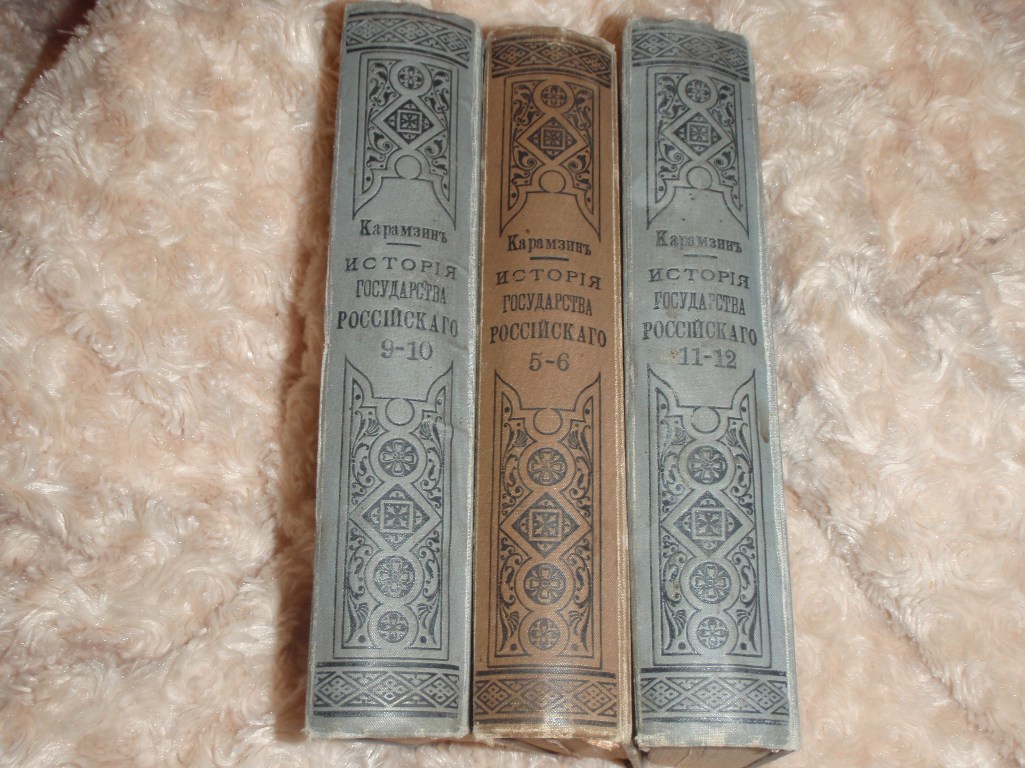 Карамзинъ
ИСТОРІЯ
ГОСУДАРСТВА
РОССІЙСКАГО
9-10
Карамзинъ
ИСТОРІЯ
ГОСУДАРСТВА
РОССІЙСКАГО
5-6
Карамзинъ
ИСТОРІЯ
ГОСУДАРСТВА
РОССІЙСКАГО
11-12